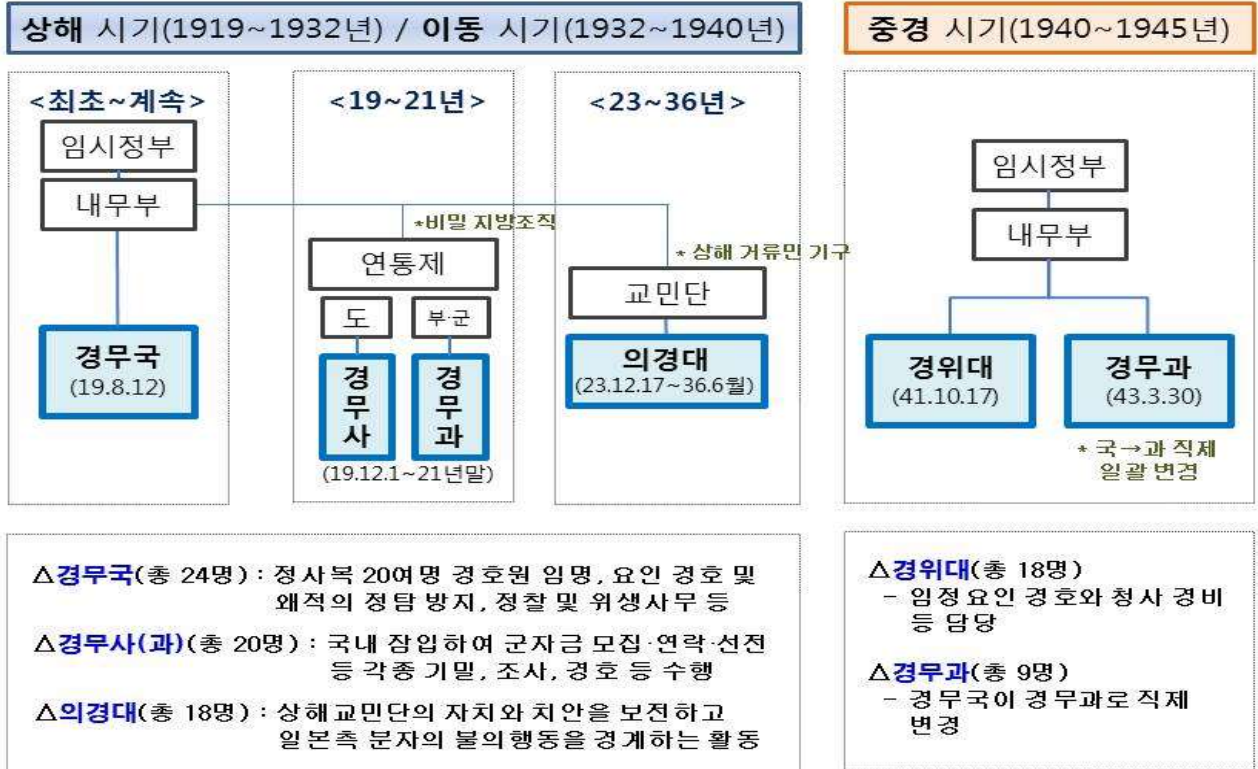 상해 시기(1919~1932년) / 이동 시기(1932~1940년)
<최초~계속>
임시정부
내무부
경무국
(19.8.12)
<19~21년>
*비밀 지방조직
연통제
도
부·군
경무사
경무과
(19.12.1~21년말)
<23~36년>
* 상해 거류민 기구
교민단
의경대
(23.12.17~36.6월)
△경무국(총 24명) : 정사복 20여명 경호원 임명, 요인 경호 및
왜적의 정탐 방지, 정찰 및 위생사무 등
△경무사(과)(총 20명) : 국내 잠입하여 군자금 모집·연락·선전
등 각종 기밀, 조사, 경호 등 수행
△의경대(총 18명) : 상해교민단의 자치와 치안을 보전하고
일본측 분자의 불의행동을 경계하는 활동
중경 시기(1940~1945년)
임시정부
내무부
경위대
(41.10.17)
경무과
(43.3.30)
* 국→과 직제
일괄 변경
△경위대(총 18명)
- 임정요인 경호와 청사 경비
등 담당
△경무과(총 9명)
- 경무국이 경무과로 직제
변경